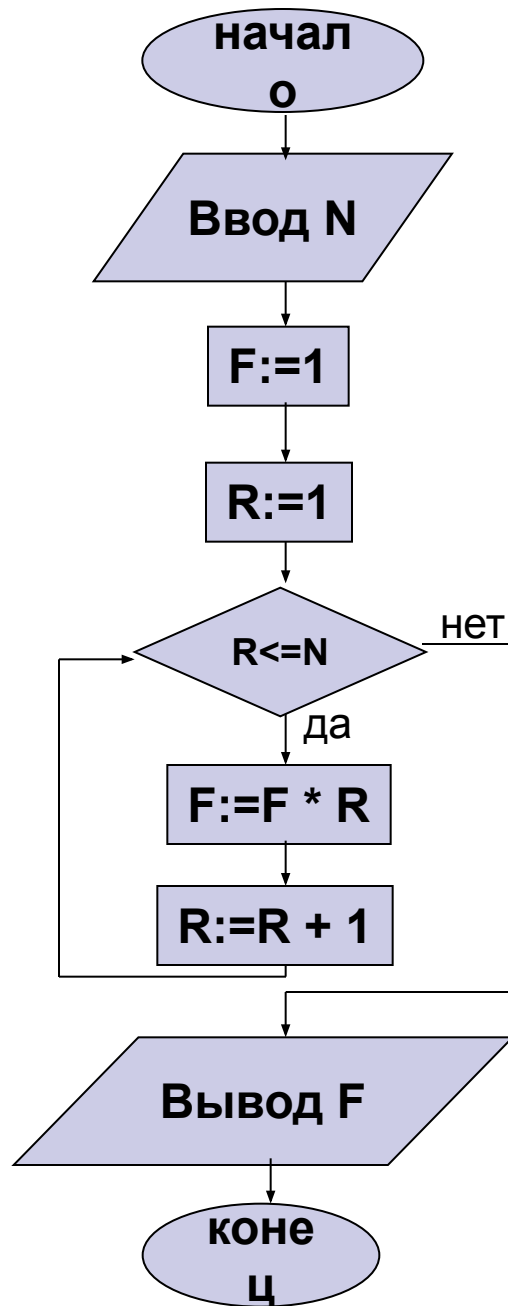 начал
о
Ввод N
F:=1
R:=1
R<=N
нет
да
F:=F * R
R:=R + 1
Вывод F
коне
ц